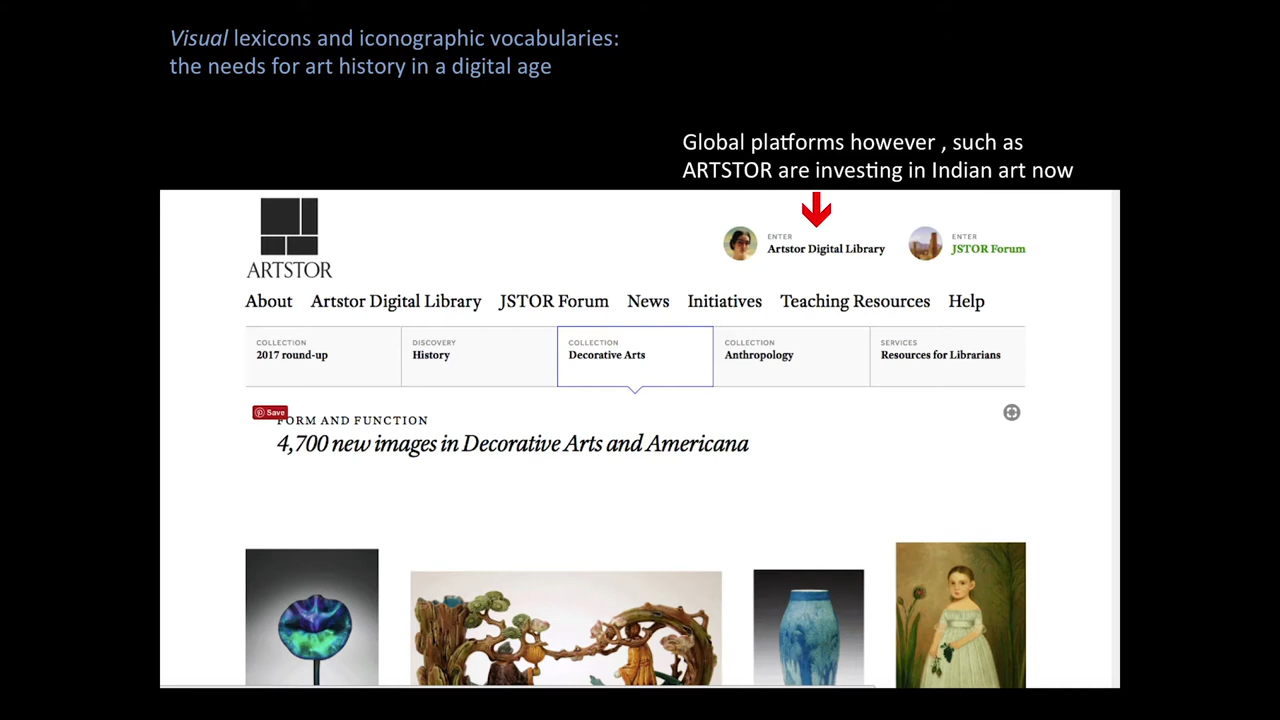 Visual lexicons and iconographic vocabularies:
the needs for art history in a digital age
Global platforms however , such as
ARTSTOR are investing in Indian art now
ARTSTOR
ENTER
Artstor Digital Library
ENTER
JSTOR Forum
About Artstor Digital Library JSTOR Forum News Initiatives Teaching Resources Help
COLLECTION
2017 round-up
DISCOVERY
History
COLLECTION
Decorative Arts
COLLECTION
Anthropology
SERVICES
Resources for Librarians
Save
FORM AND FUNCTION
4,700 new images in Decorative Arts and Americana